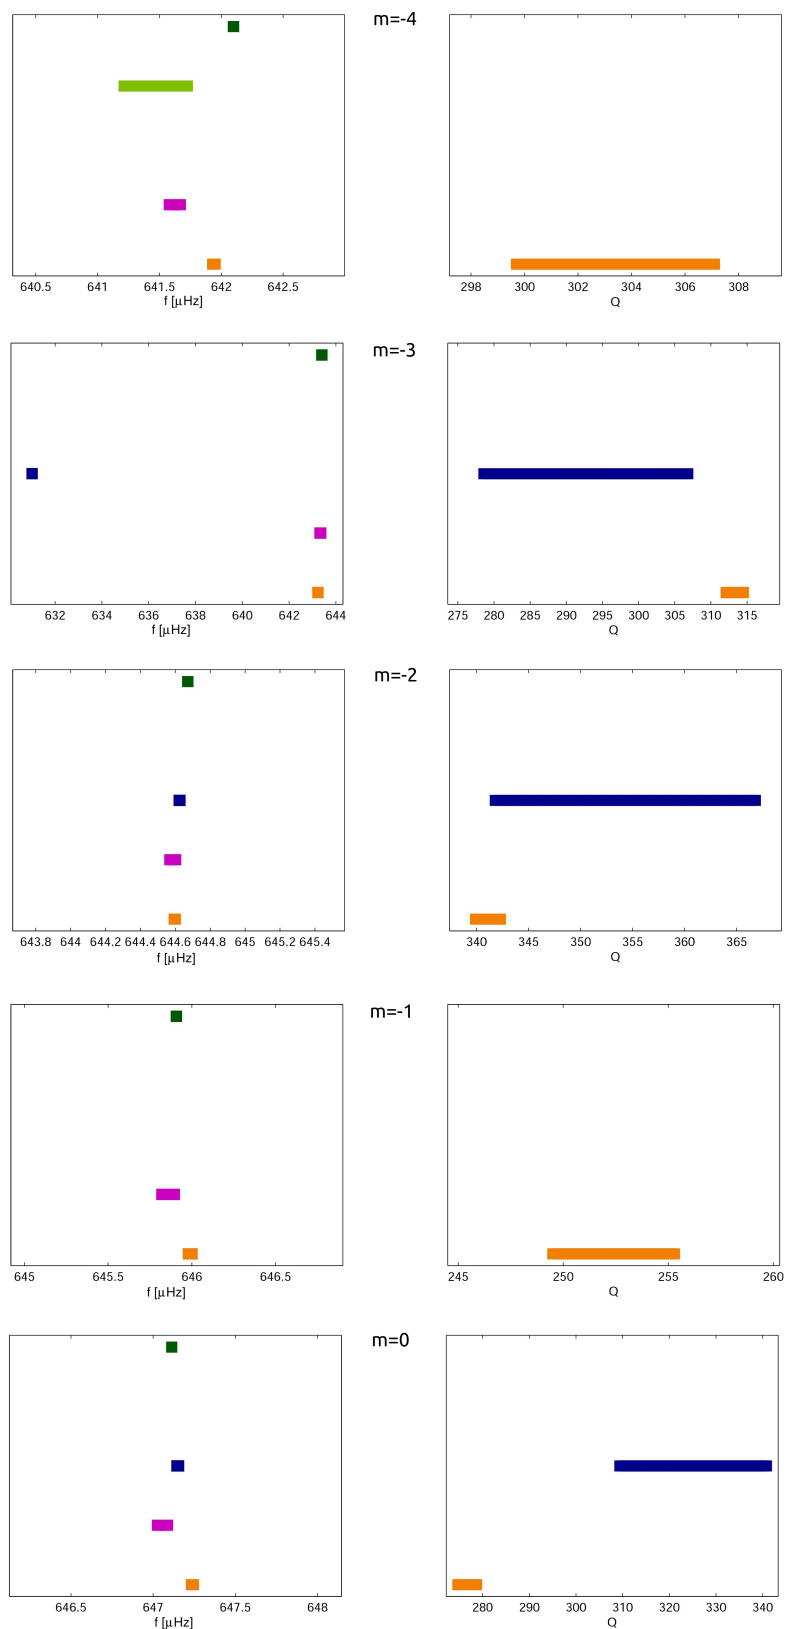 m=-4
640.5 641 641.5 642 642.5
f [μHz]
298 300 302 304 306 308
Q
m=-3
632 634 636 638 640 642 644
f [μHz]
275 280 285 290 295 300 305 310 315
Q
m=-2
643.8 644 644.2 644.4 644.6 644.8 645 645.2 645.4
f [μHz]
340 345 350 355 360 365
Q
m=-1
645 645.5 646 646.5
f [μHz]
245 250 255 260
Q
m=0
646.5 647 647.5 648
f [μHz]
280 290 300 310 320 330 340
Q